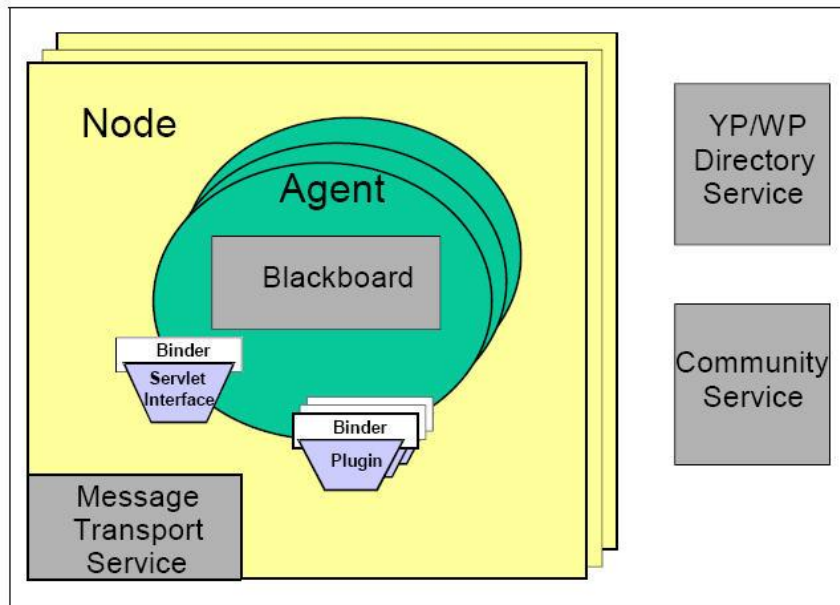 Node
Agent
Blackboard
Binder
Servlet
Interface
Binder
Plugin
Message
Transport
Service
YP/WP
Directory
Service
Community
Service